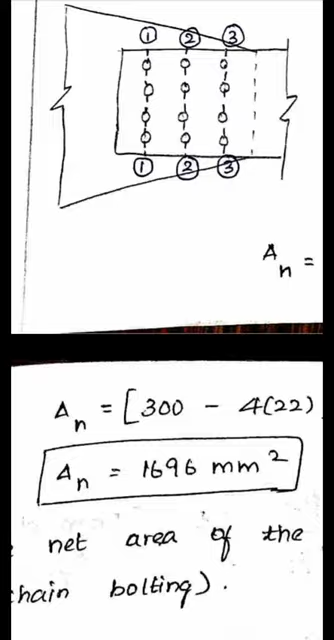 ① ② ③
① ② ③
An =
An = [300 - 4(22)
An = 1696 mm²
net area of the
hain bolting).